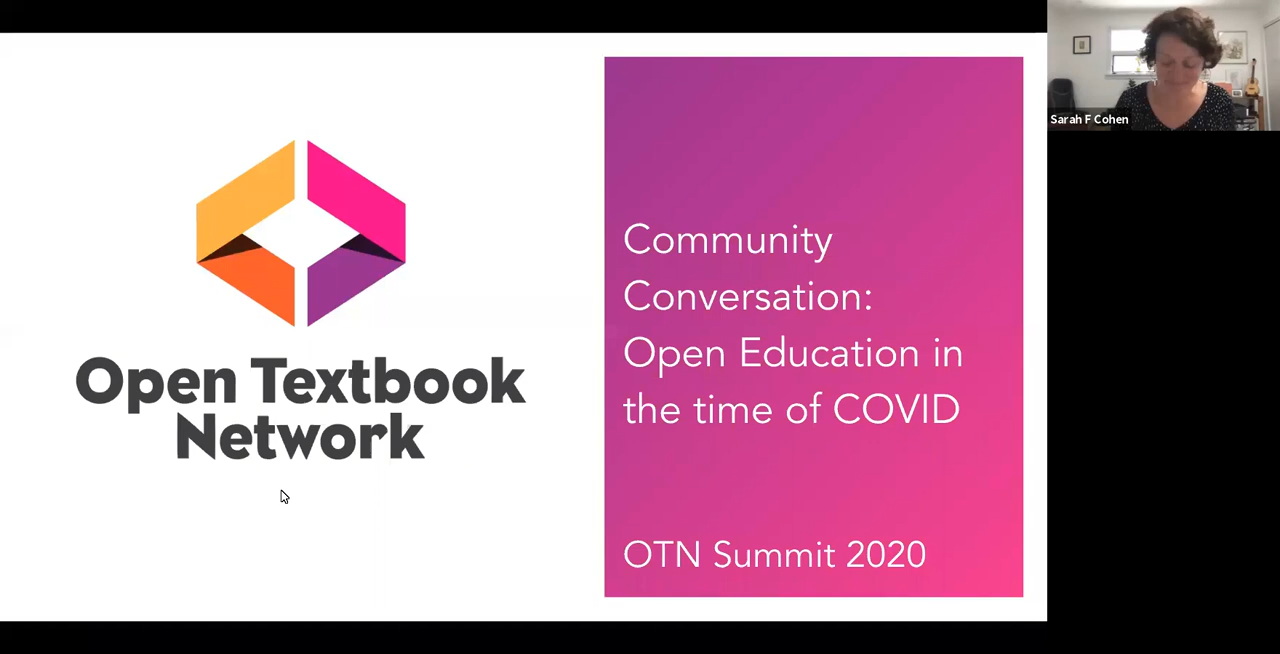 Open Textbook
Network
Community
Conversation:
Open Education in
the time of COVID
OTN Summit 2020
Sarah F Cohen